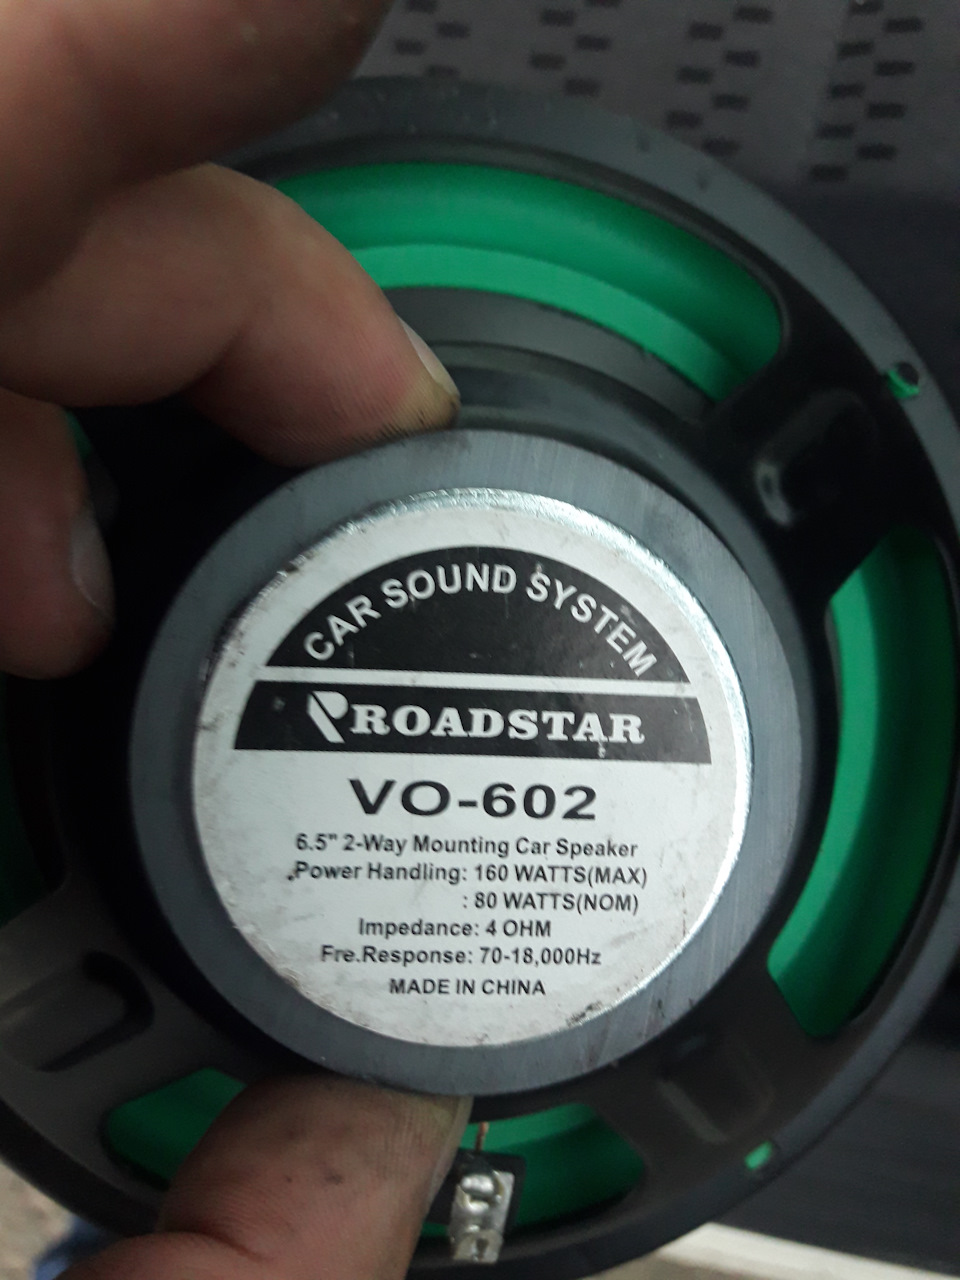 CAR SOUND SYSTEM
ROADSTAR
VO-602
6.5" 2-Way Mounting Car Speaker
Power Handling: 160 WATTS(MAX)
: 80 WATTS(NOM)
Impedance: 4 OHM
Fre.Response: 70-18,000Hz
MADE IN CHINA